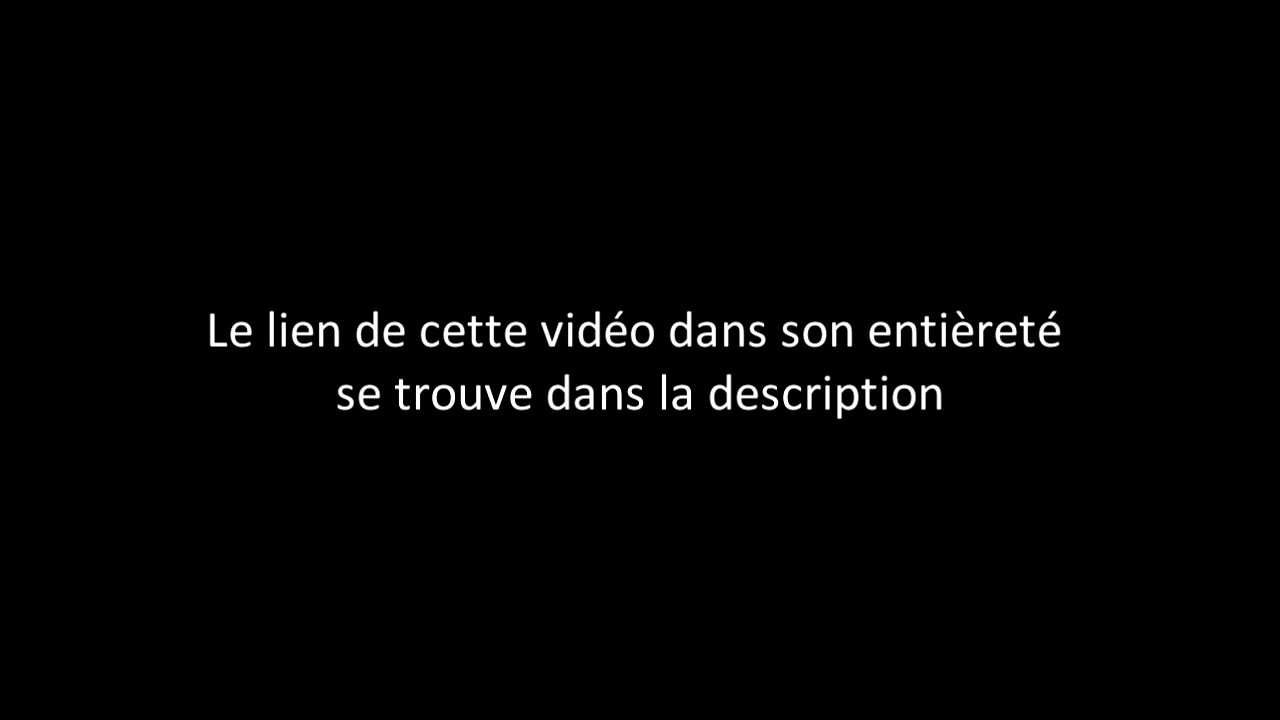 Le lien de cette vidéo dans son entièreté
se trouve dans la description